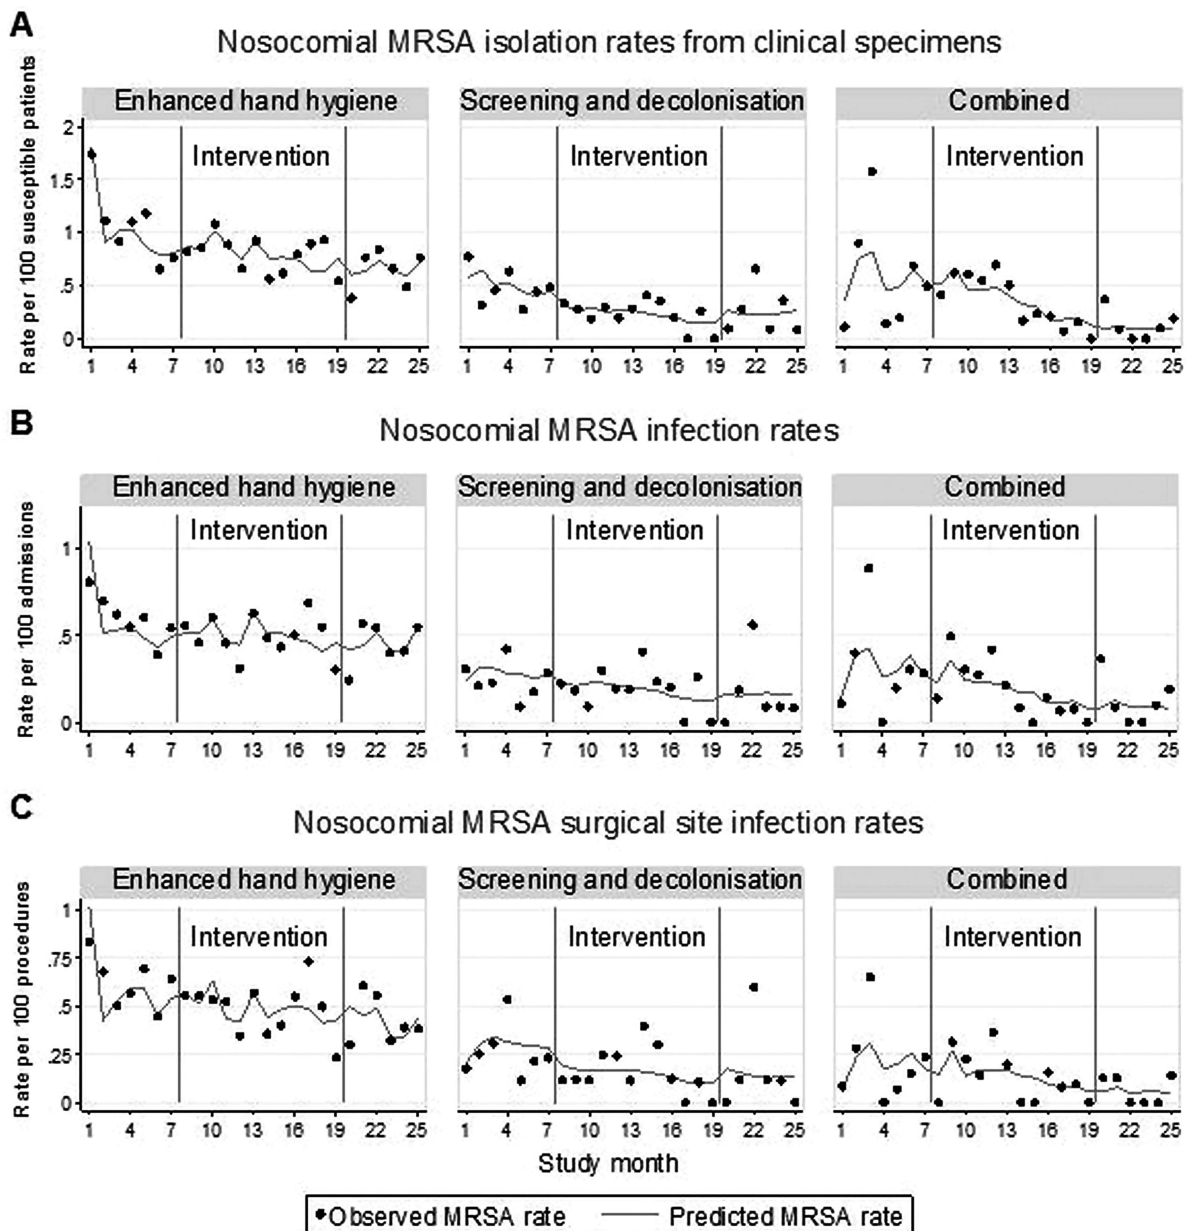 A
Nosocomial MRSA isolation rates from clinical specimens
Enhanced hand hygiene Screening and decolonisation Combined
Rate per 100 susceptible patients
2
1.5
1
.5
0
Intervention Intervention Intervention
1 4 7 10 13 16 19 22 25 1 4 7 10 13 16 19 22 25 1 4 7 10 13 16 19 22 25
B
Nosocomial MRSA infection rates
Enhanced hand hygiene Screening and decolonisation Combined
Rate per 100 admissions
1
.5
0
Intervention Intervention Intervention
1 4 7 10 13 16 19 22 25 1 4 7 10 13 16 19 22 25 1 4 7 10 13 16 19 22 25
C
Nosocomial MRSA surgical site infection rates
Enhanced hand hygiene Screening and decolonisation Combined
Rate per 100 procedures
1
.75
.5
.25
0
Intervention Intervention Intervention
1 4 7 10 13 16 19 22 25 1 4 7 10 13 16 19 22 25 1 4 7 10 13 16 19 22 25
Study month
Observed MRSA rate Predicted MRSA rate